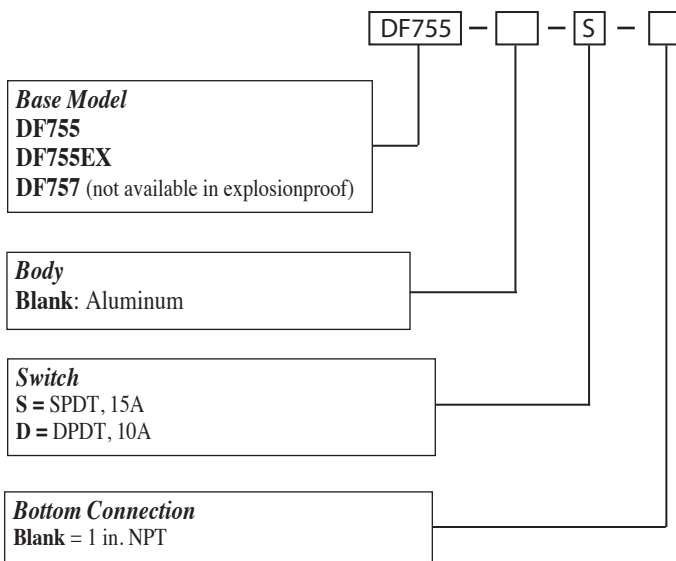 DF755 – – S –
Base Model
DF755
DF755EX
DF757 (not available in explosionproof)
Body
Blank: Aluminum
Switch
S = SPDT, 15A
D = DPDT, 10A
Bottom Connection
Blank = 1 in. NPT